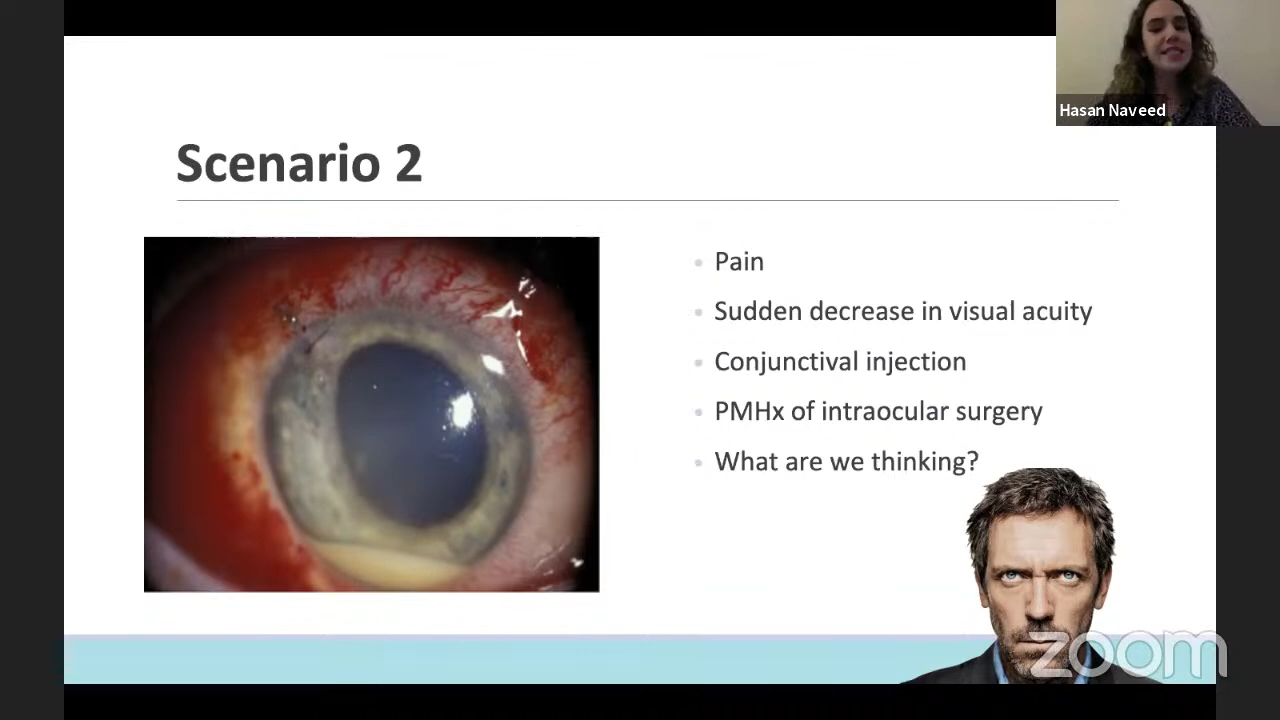 Hasan Naveed
Scenario 2
Pain
Sudden decrease in visual acuity
Conjunctival injection
PMHx of intraocular surgery
What are we thinking?
zoom